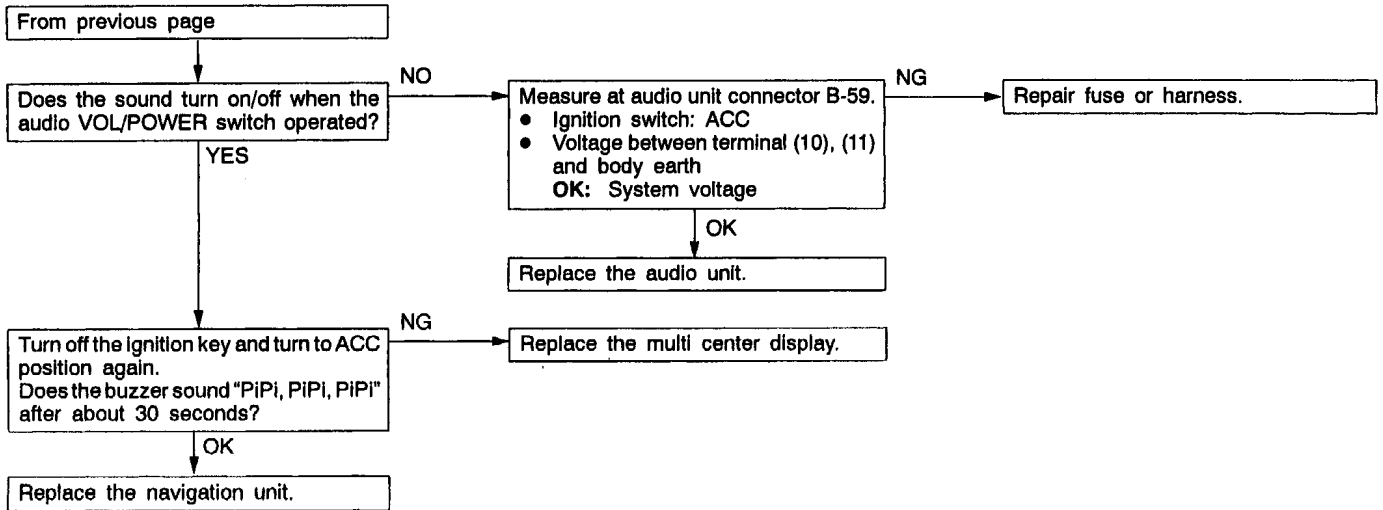 From previous page
Does the sound turn on/off when the
audio VOL/POWER switch operated?
NO
Measure at audio unit connector B-59.
● Ignition switch: ACC
● Voltage between terminal (10), (11)
and body earth
OK: System voltage
NG
Repair fuse or harness.
YES
OK
Replace the audio unit.
Turn off the ignition key and turn to ACC
position again.
Does the buzzer sound "PiPi, PiPi, PiPi"
after about 30 seconds?
NG
Replace the multi center display.
OK
Replace the navigation unit.